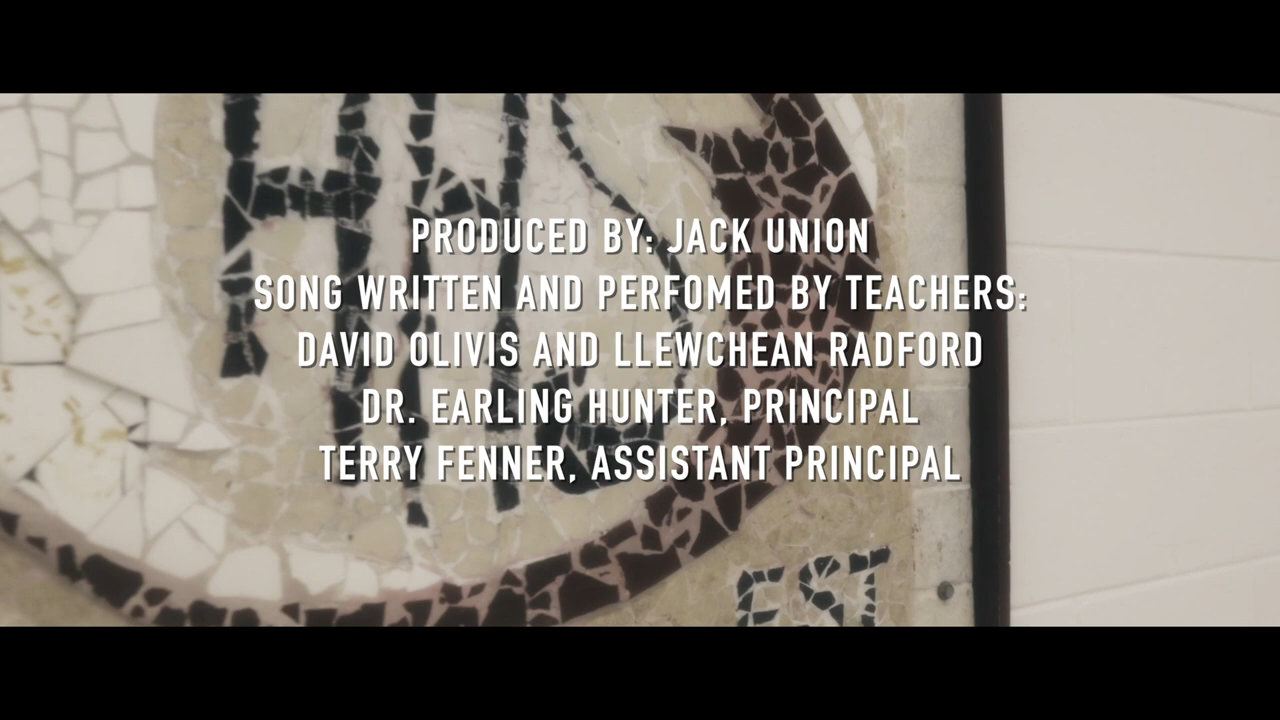 PRODUCED BY: JACK UNION
SONG WRITTEN AND PERFOMED BY TEACHERS:
DAVID OLIVIS AND LLEWCHEAN RADFORD
DR. EARLING HUNTER, PRINCIPAL
TERRY FENNER, ASSISTANT PRINCIPAL
EST